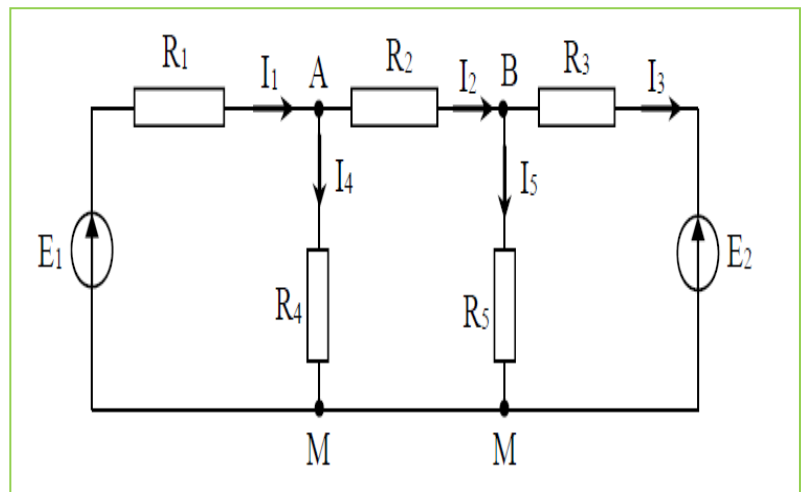 R₁ I₁ A R₂ I₂ B R₃ I₃
I₄ I₅
E₁ E₂
R₄ R₅
M M